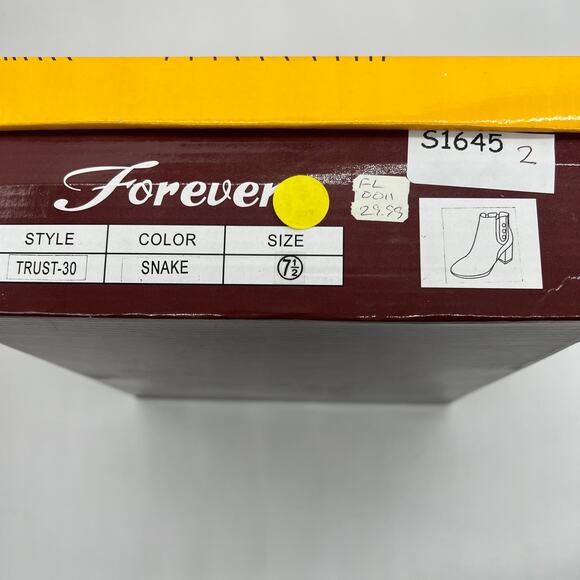 S1645 2
Forever
FL
0011
29.99
STYLE COLOR SIZE
TRUST-30 SNAKE 7½